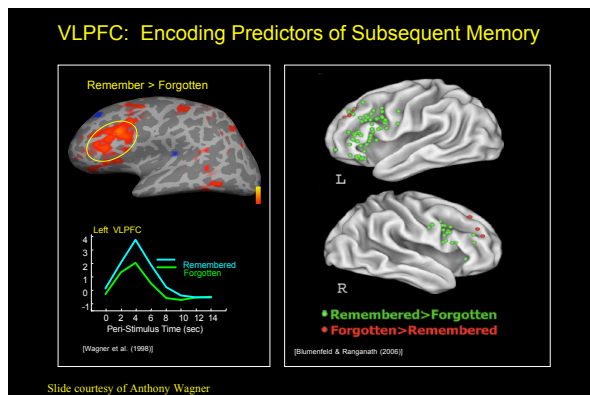 VLPFC: Encoding Predictors of Subsequent Memory
Remember > Forgotten
Left VLPFC
4
3
2
1
0
-1
Remembered
Forgotten
0 2 4 6 8 10 12 14
Peri-Stimulus Time (sec)
[Wagner et al. (1998)]
L
R
Remembered>Forgotten
Forgotten>Remembered
[Blumenfeld & Ranganath (2006)]
Slide courtesy of Anthony Wagner